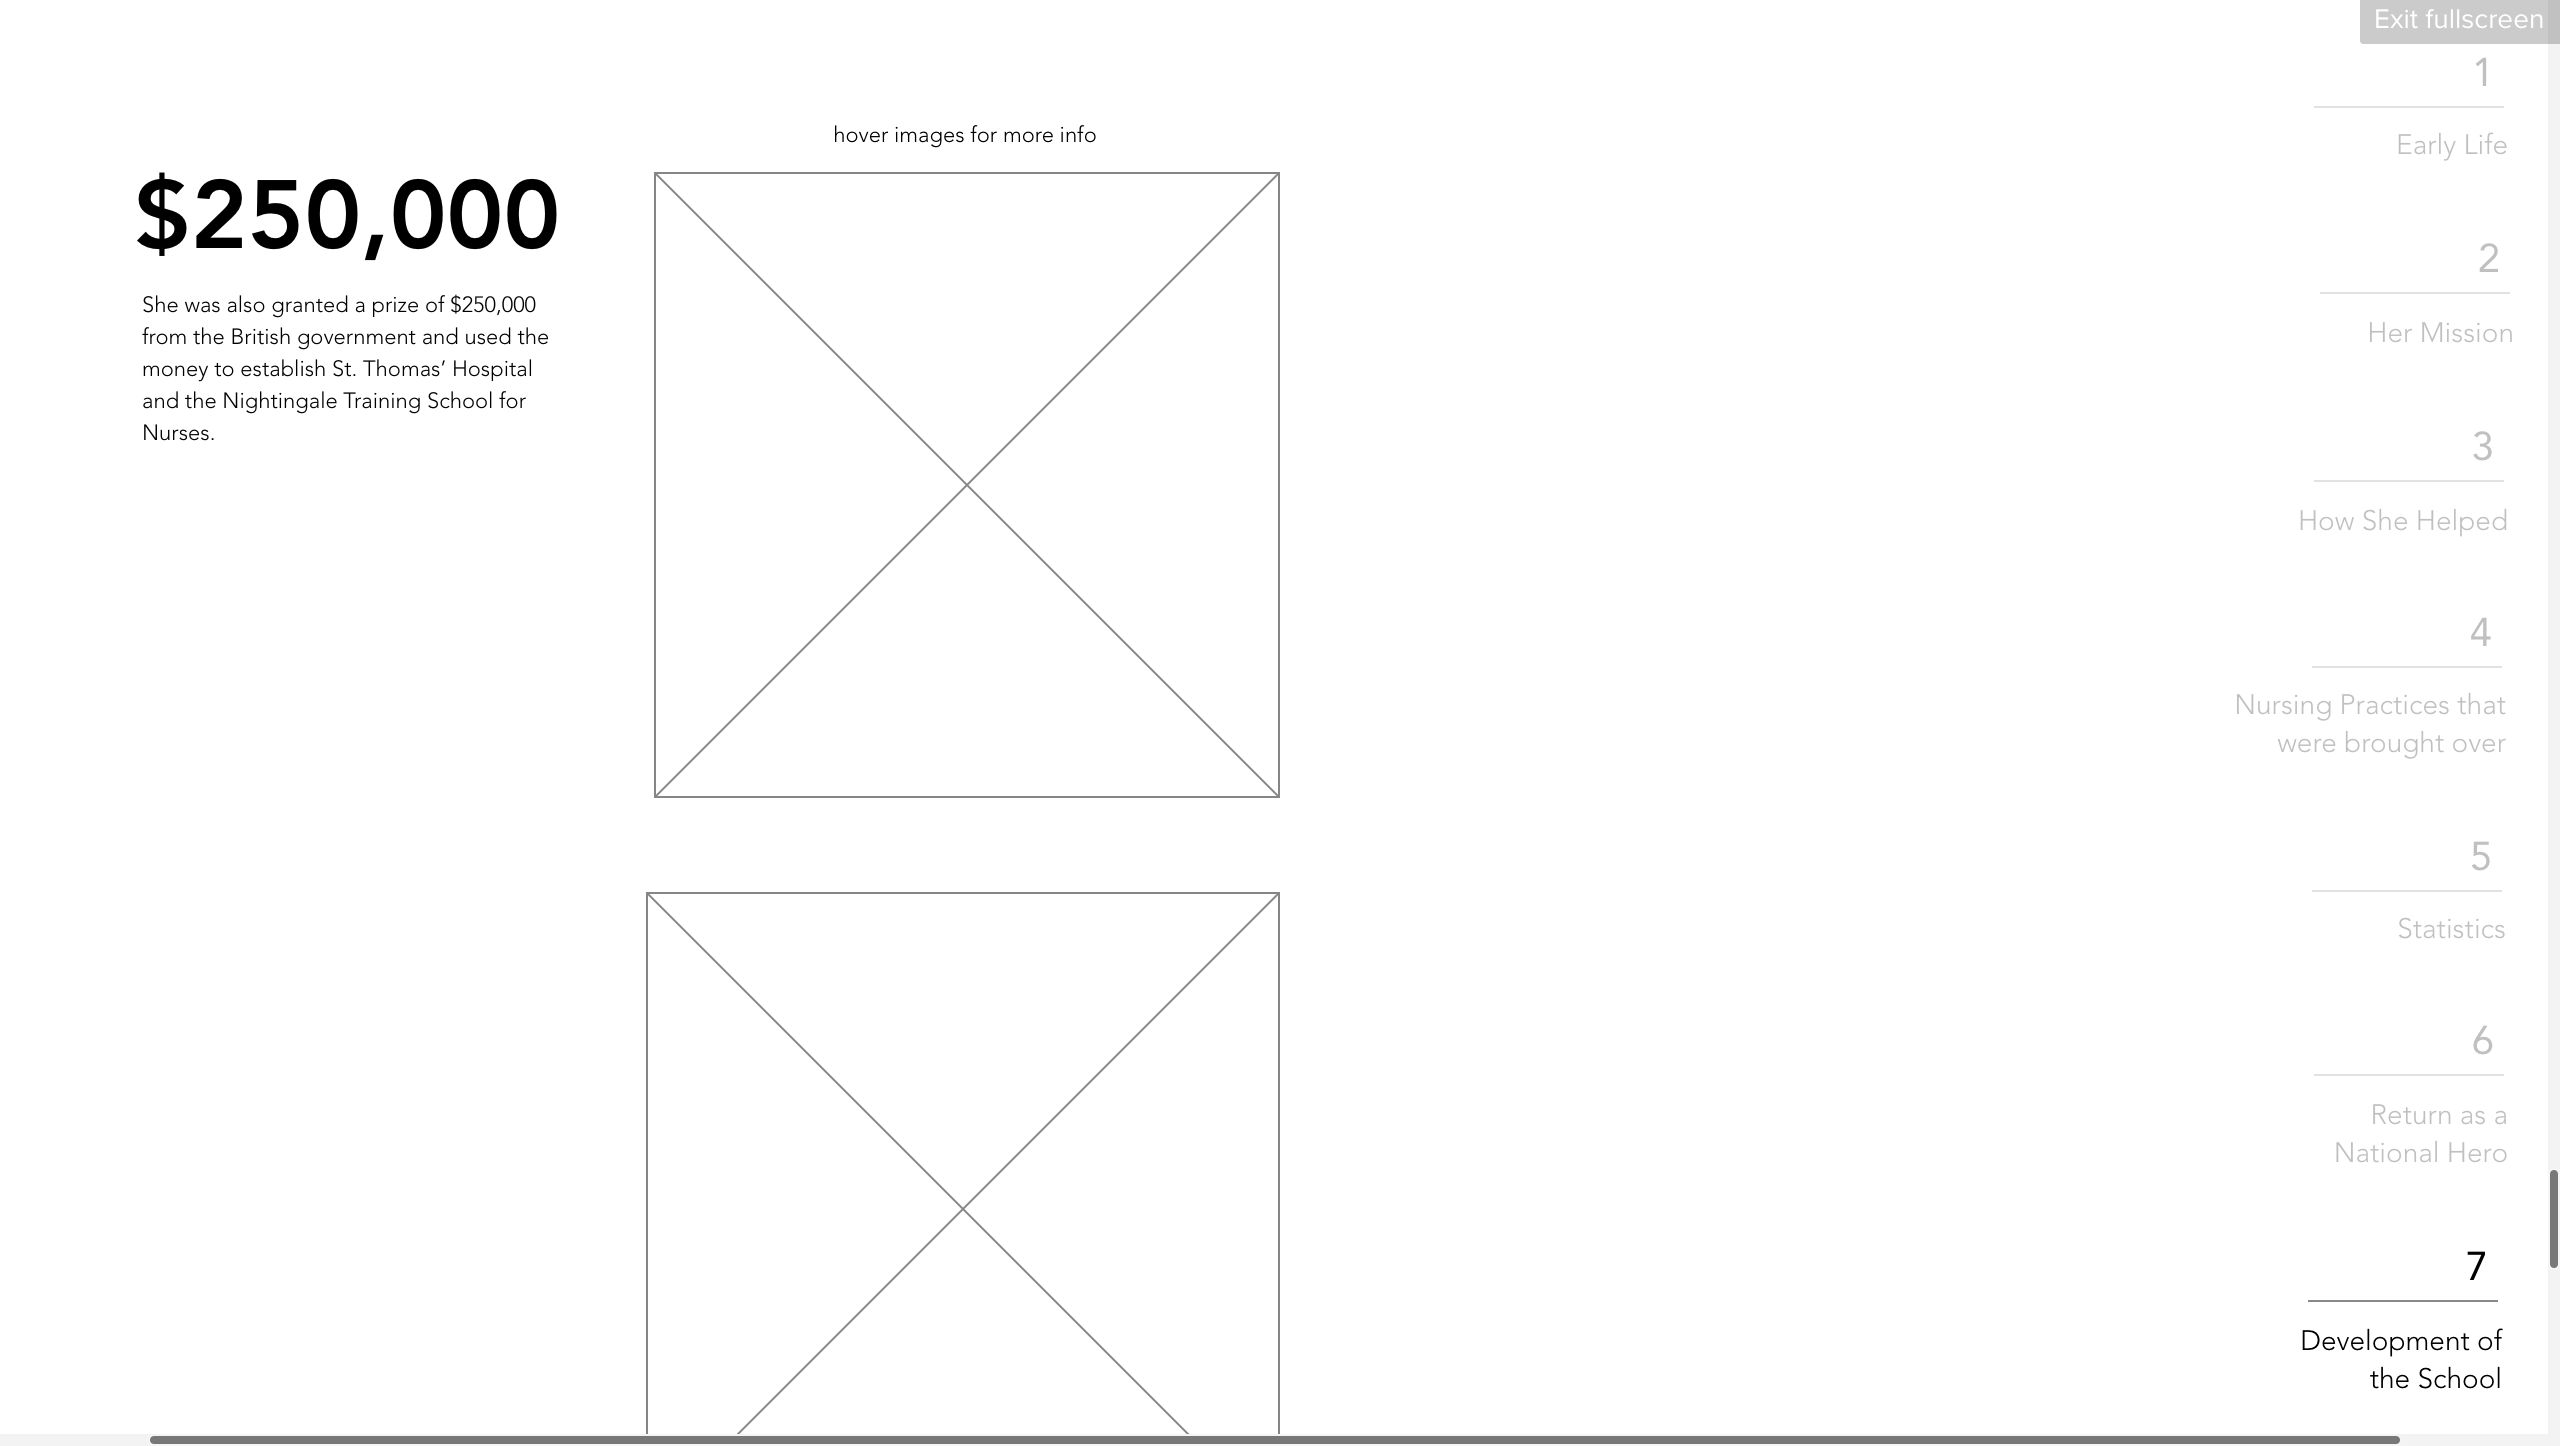 Exit fullscreen
hover images for more info
$250,000
She was also granted a prize of $250,000
from the British government and used the
money to establish St. Thomas’ Hospital
and the Nightingale Training School for
Nurses.
1
Early Life
2
Her Mission
3
How She Helped
4
Nursing Practices that
were brought over
5
Statistics
6
Return as a
National Hero
7
Development of
the School